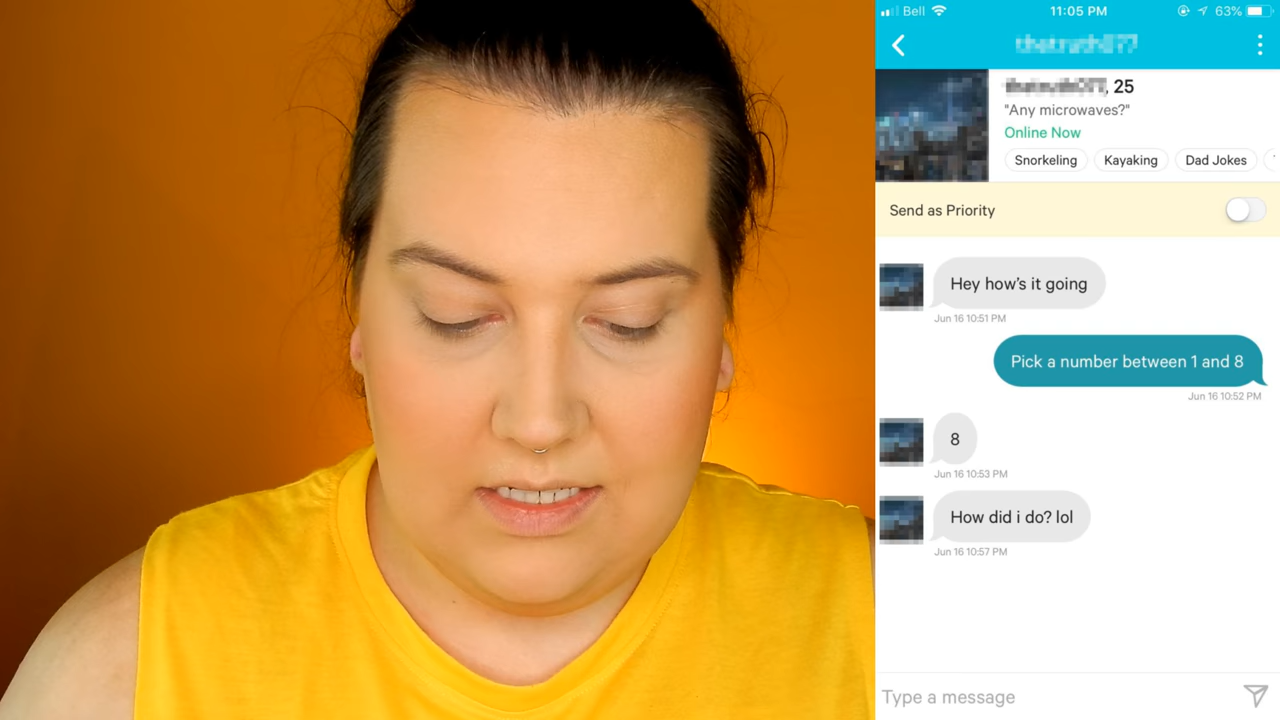 Bell
11:05 PM
63%
, 25
"Any microwaves?"
Online Now
Snorkeling
Kayaking
Dad Jokes
Send as Priority
Hey how's it going
Jun 16 10:51 PM
Pick a number between 1 and 8
Jun 16 10:52 PM
8
Jun 16 10:53 PM
How did i do? lol
Jun 16 10:57 PM
Type a message